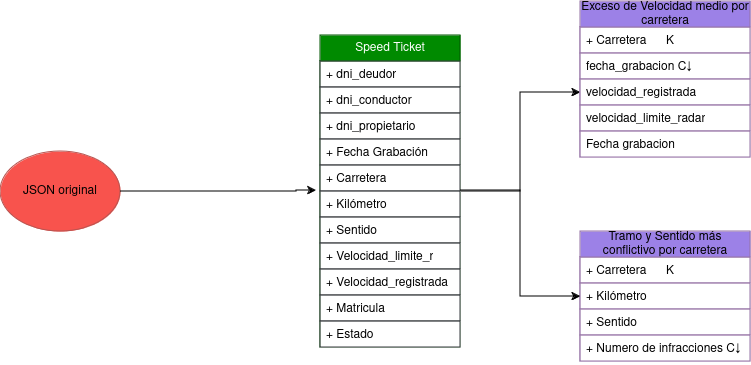 JSON original
Speed Ticket
+ dni_deudor
+ dni_conductor
+ dni_propietario
+ Fecha Grabación
+ Carretera
+ Kilómetro
+ Sentido
+ Velocidad_limite_r
+ Velocidad_registrada
+ Matricula
+ Estado
Exceso de Velocidad medio por
carretera
+ Carretera K
fecha_grabacion C↓
velocidad_registrada
velocidad_limite_radar
Fecha grabacion
Tramo y Sentido más
conflictivo por carretera
+ Carretera K
+ Kilómetro
+ Sentido
+ Numero de infracciones C↓